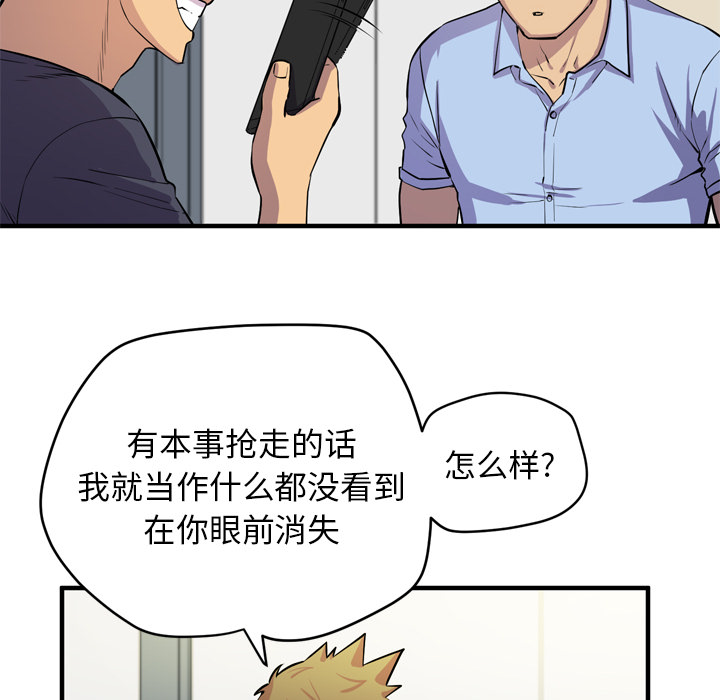 有本事抢走的话
我就当作什么都没看到
在你眼前消失
怎么样?